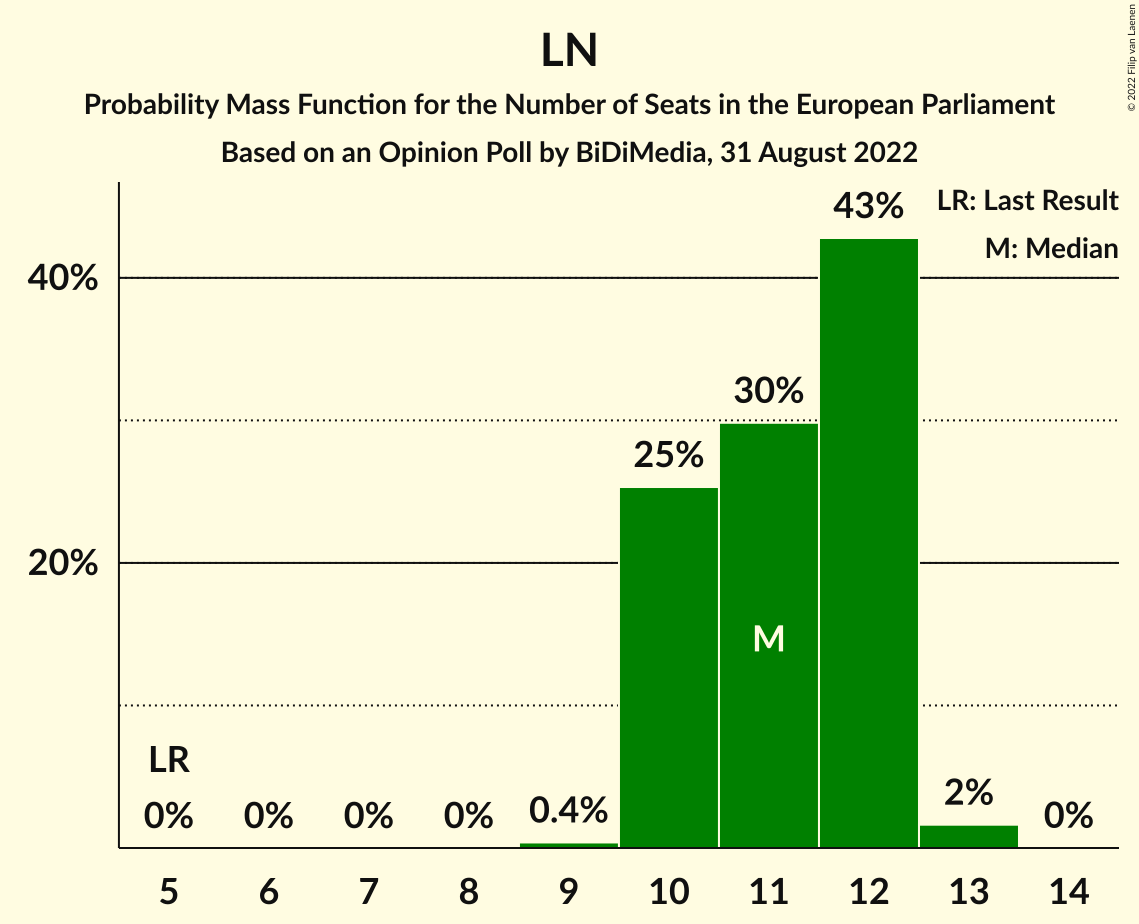 LN
Probability Mass Function for the Number of Seats in the European Parliament
Based on an Opinion Poll by BiDiMedia, 31 August 2022
© 2022 Filip van Laenen
LR: Last Result
M: Median
40%
20%
43%
30%
25%
M
LR
0%
0%
0%
0%
0.4%
2%
0%
5 6 7 8 9 10 11 12 13 14